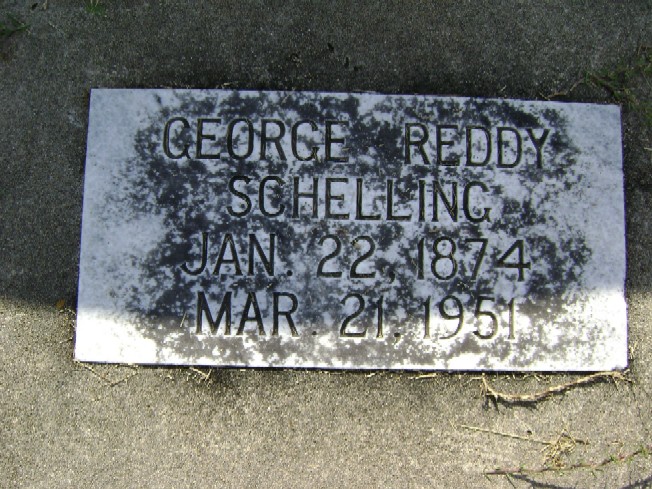 GEORGE REDDY
SCHELLING
JAN. 22, 1874
MAR. 21, 1951